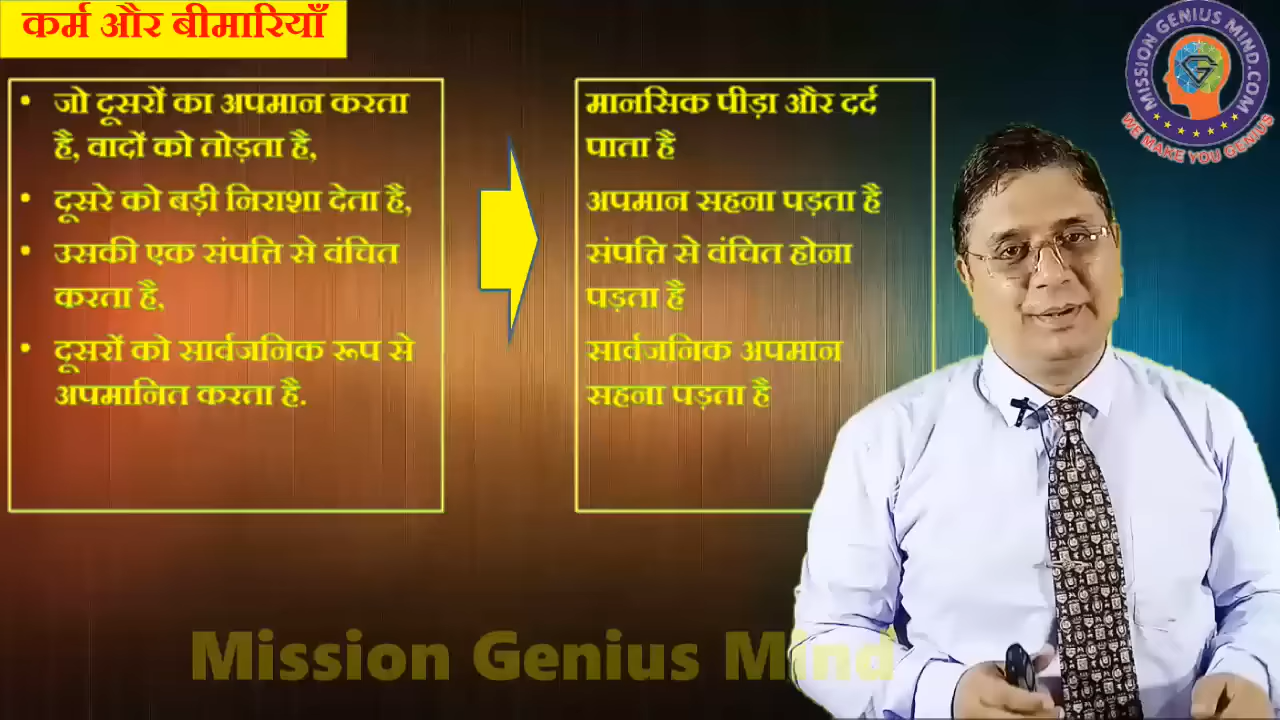 कर्म और बीमारियाँ
• जो दूसरों का अपमान करता
है, वादों को तोड़ता है,
• दूसरे को बड़ी निराशा देता है,
• उसकी एक संपत्ति से वंचित
करता है,
• दूसरों को सार्वजनिक रूप से
अपमानित करता है.
मानसिक पीड़ा और दर्द
पाता है
अपमान सहना पड़ता है
संपत्ति से वंचित होना
पड़ता है
सार्वजनिक अपमान
सहना पड़ता है
MISSION GENIUS MIND.COM
WE MAKE YOU GENIUS
Mission Genius Mind